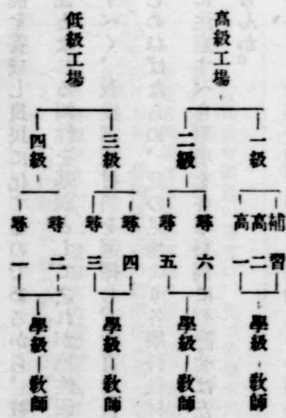 高級工場
低級工場
一級
二級
三級
四級
補習
高二
高一
尋六
尋五
尋四
尋三
尋二
尋一
學級
教師
學級
教師
學級
教師
學級
教師